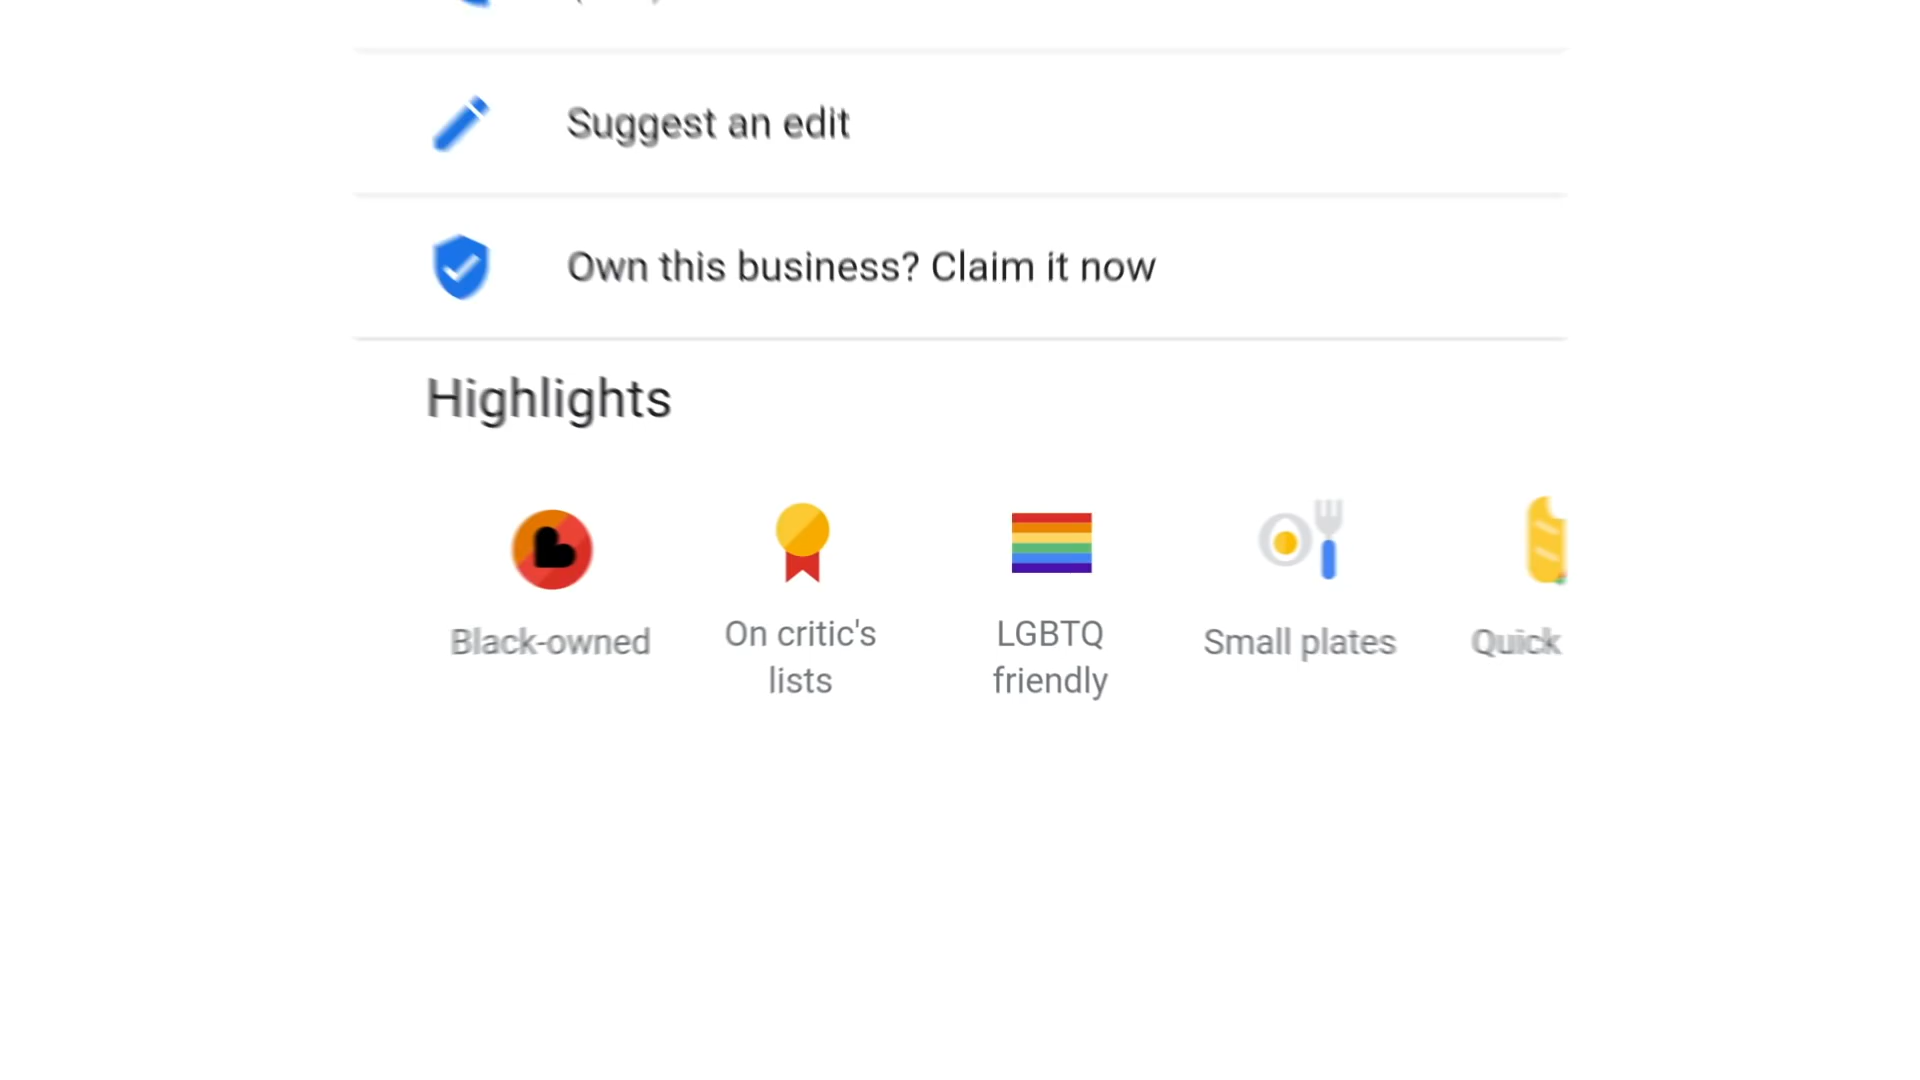 Suggest an edit
Own this business? Claim it now
Highlights
Black-owned
On critic's
lists
LGBTQ
friendly
Small plates
Quick